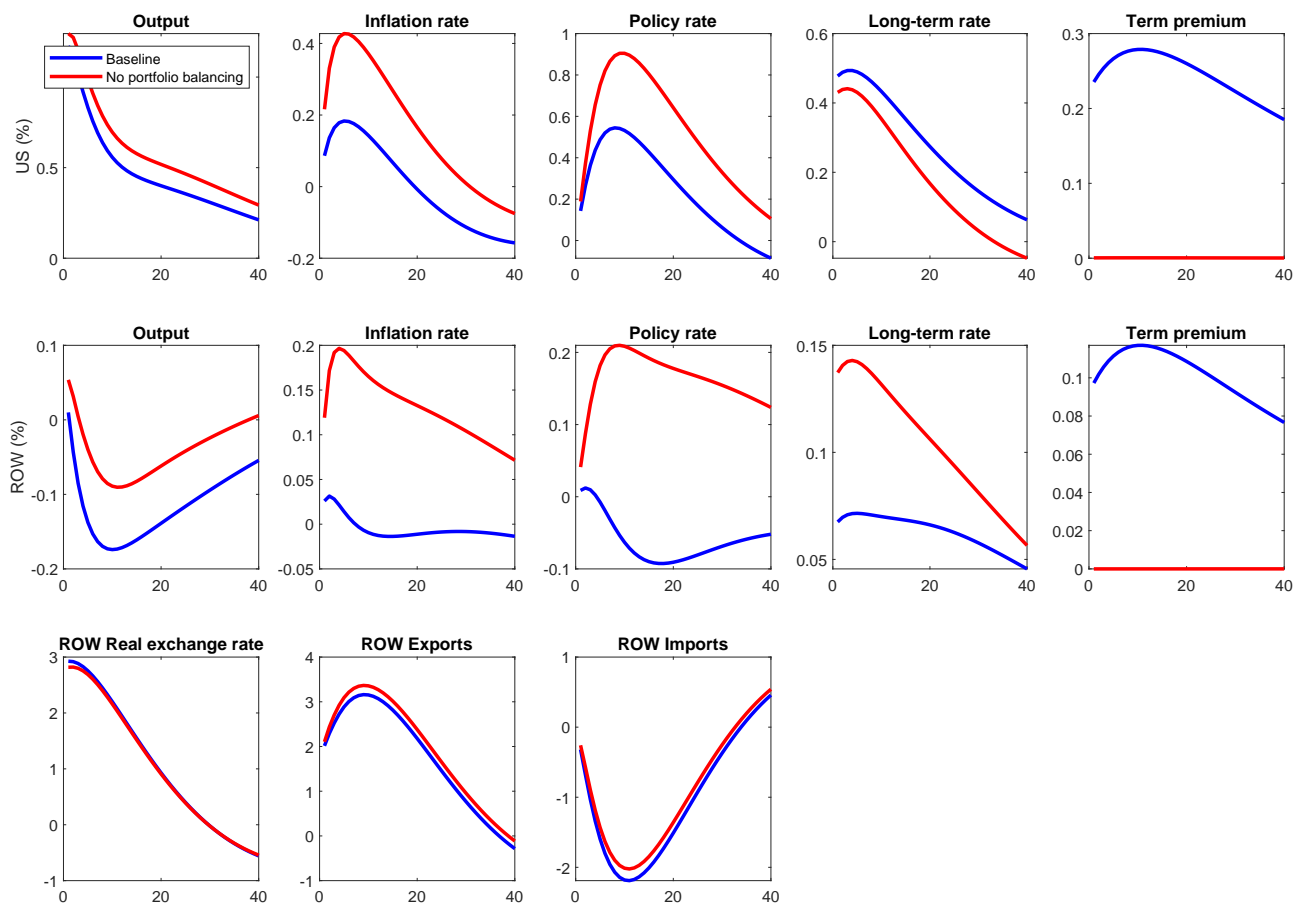 Output
Inflation rate
Policy rate
Long-term rate
Term premium
Baseline
No portfolio balancing
US (%)
0.5
0
0 20 40
0.4
0.2
0
-0.2
0 20 40
1
0.8
0.6
0.4
0.2
0
0 20 40
0.6
0.4
0.2
0
0 20 40
0.3
0.2
0.1
0
0 20 40
Output
Inflation rate
Policy rate
Long-term rate
Term premium
ROW (%)
0.1
0
-0.1
-0.2
0 20 40
0.2
0.15
0.1
0.05
0
-0.05
0 20 40
0.2
0.1
0
-0.1
0 20 40
0.15
0.1
0.05
0 20 40
0.1
0.08
0.06
0.04
0.02
0
0 20 40
ROW Real exchange rate
ROW Exports
ROW Imports
3
2
1
0
-1
0 20 40
4
3
2
1
0
-1
0 20 40
1
0
-1
-2
0 20 40